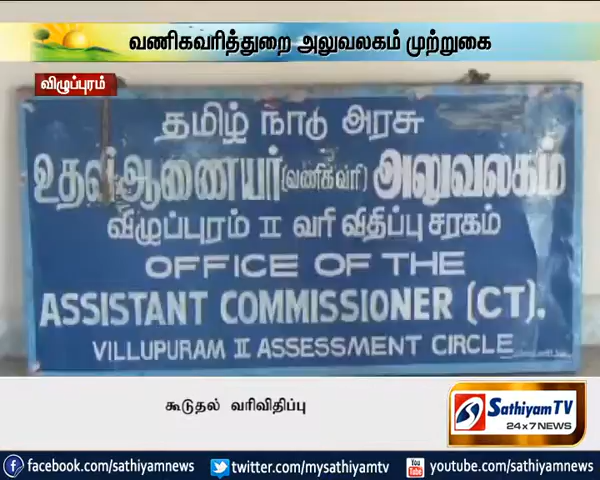 வணிகவரித்துறை அலுவலகம் முற்றுகை
விழுப்புரம்
தமிழ் நாடு அரசு
உதவி ஆணையர் (வணிகவரி) அலுவலகம்
விழுப்புரம் II வரி விதிப்பு சரகம்
OFFICE OF THE
ASSISTANT COMMISSIONER (CT).
VILLUPURAM II ASSESSMENT CIRCLE
கூடுதல் வரிவிதிப்பு
SathiyamTV
24x7 NEWS
facebook.com/sathiyamnews twitter.com/mysathiyamtv youtube.com/sathiyamnews